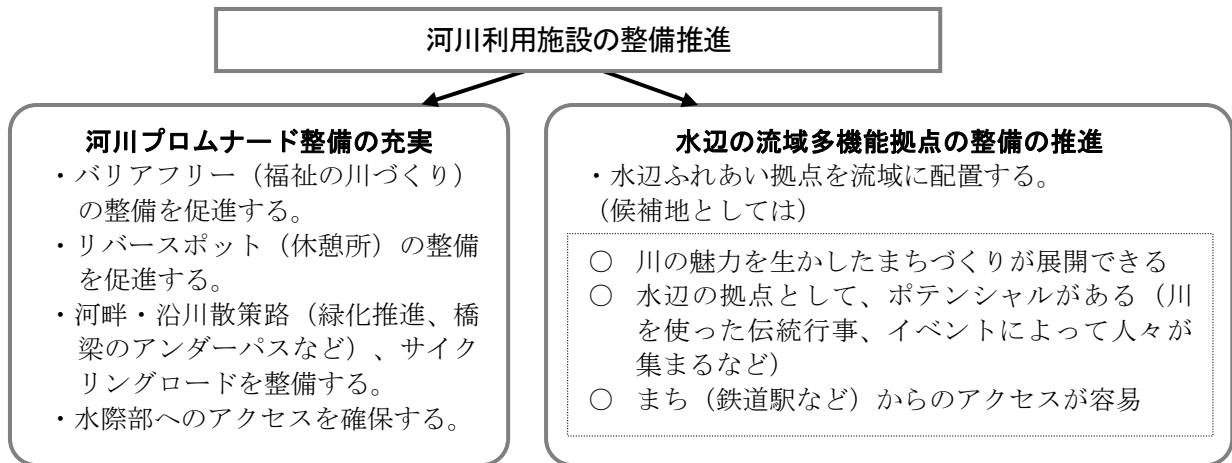 河川利用施設の整備推進
河川プロムナード整備の充実
・バリアフリー（福祉の川づくり）
の整備を促進する。
・リバースポット（休憩所）の整備
を促進する。
・河畔・沿川散策路（緑化推進、橋
梁のアンダーパスなど）、サイク
リングロードを整備する。
・水際部へのアクセスを確保する。
水辺の流域多機能拠点の整備の推進
・水辺ふれあい拠点を流域に配置する。
（候補地としては）
○ 川の魅力を生かしたまちづくりが展開できる
○ 水辺の拠点として、ポテンシャルがある（川
を使った伝統行事、イベントによって人々が
集まるなど）
○ まち（鉄道駅など）からのアクセスが容易